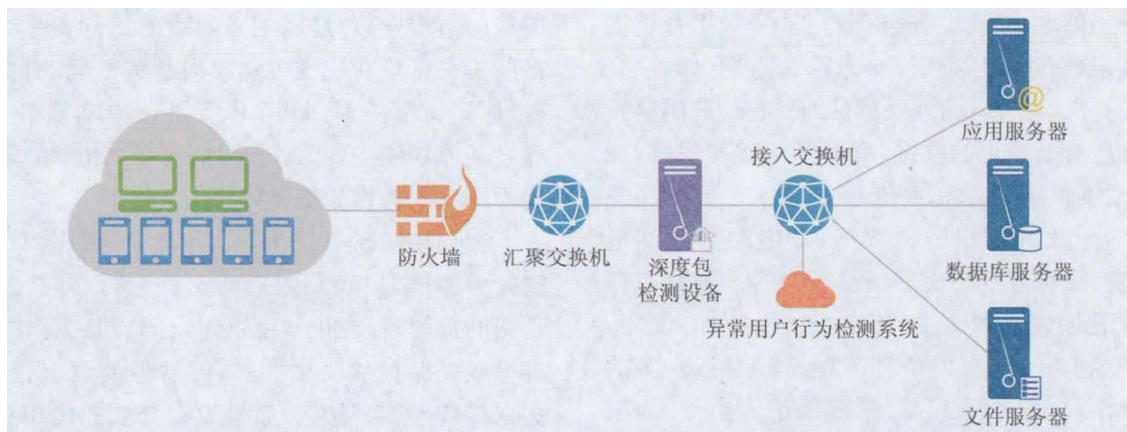 应用服务器
接入交换机
防火墙
汇聚交换机
深度包
检测设备
数据库服务器
异常用户行为检测系统
文件服务器